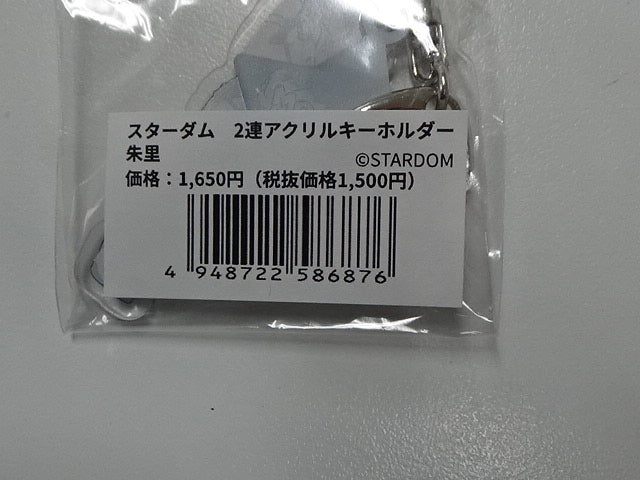 スターダム　2連アクリルキーホルダー
朱里
©STARDOM
価格：1,650円（税抜価格1,500円）
4 948722 586876